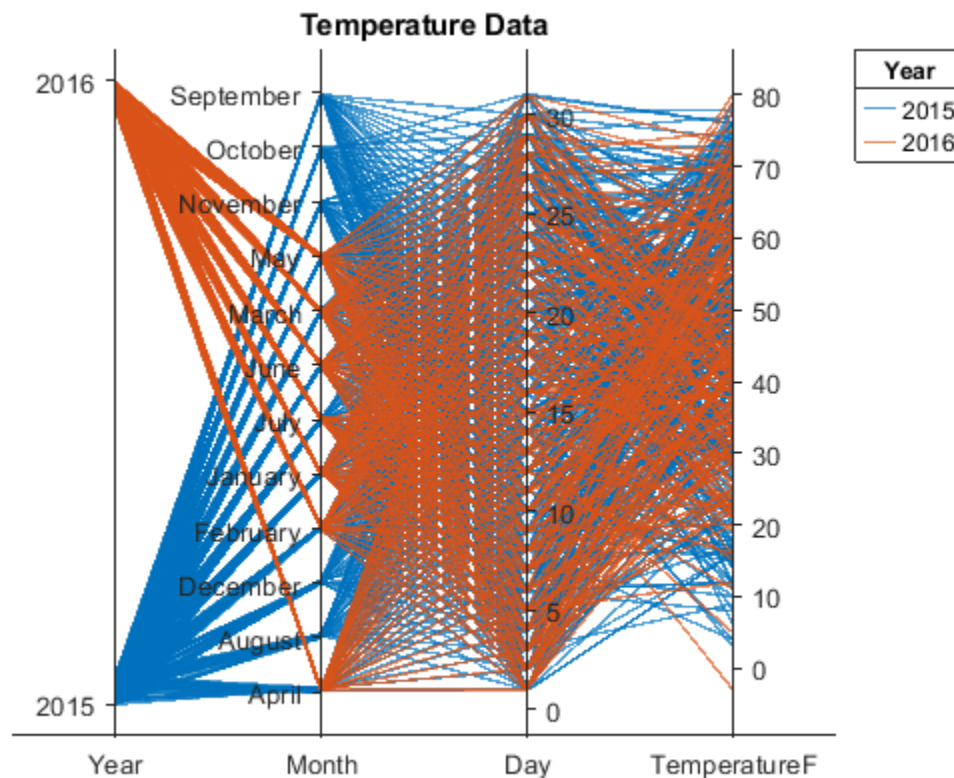 Temperature Data
2016
2015
September
October
November
May
March
June
July
January
February
December
August
April
30
25
20
15
10
5
0
80
70
60
50
40
30
20
10
0
Year
Month
Day
TemperatureF
Year
2015
2016